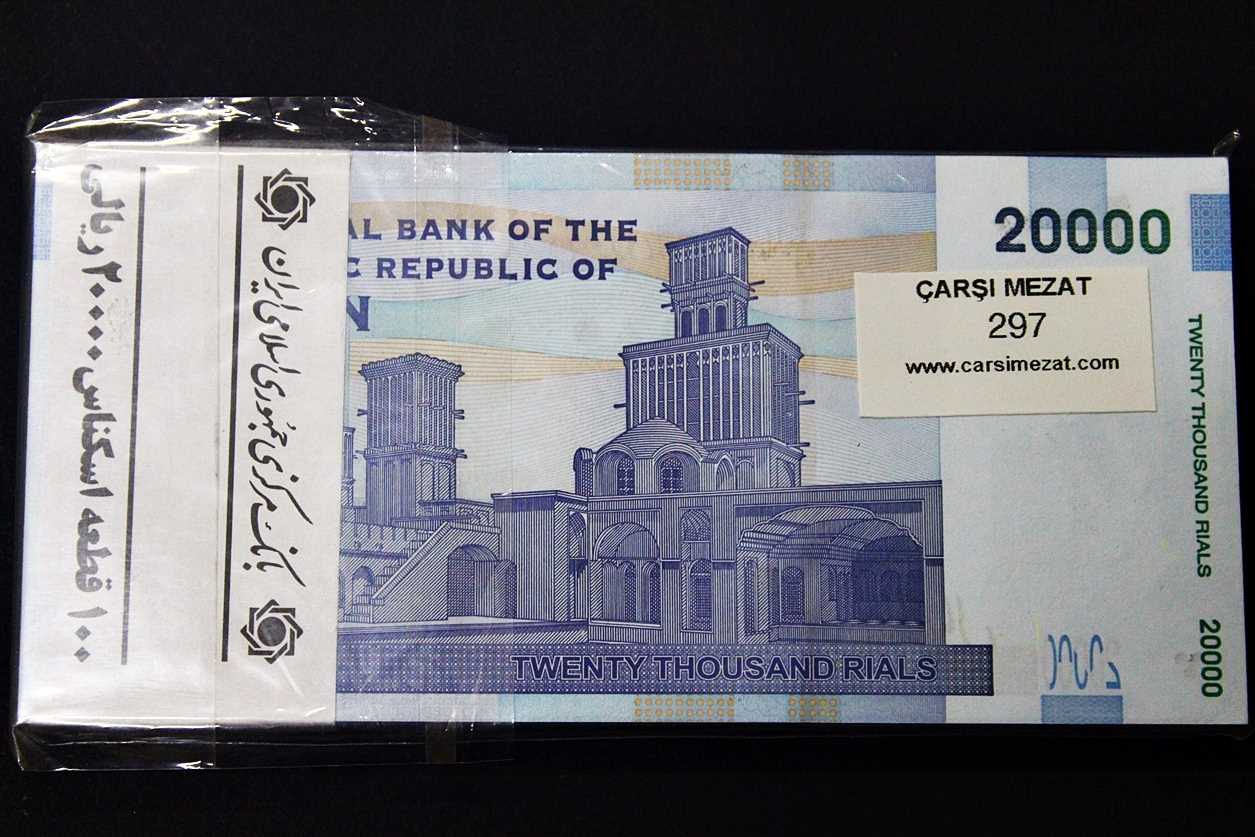 ۱۰۰ قطعه اسکناس ۲۰۰۰۰ ریالی
بانک مرکزی جمهوری اسلامی ایران
AL BANK OF THE
C REPUBLIC OF
N
20000
ÇARŞI MEZAT
297
www.carsimezat.com
TWENTY THOUSAND RIALS
20000
TWENTY THOUSAND RIALS